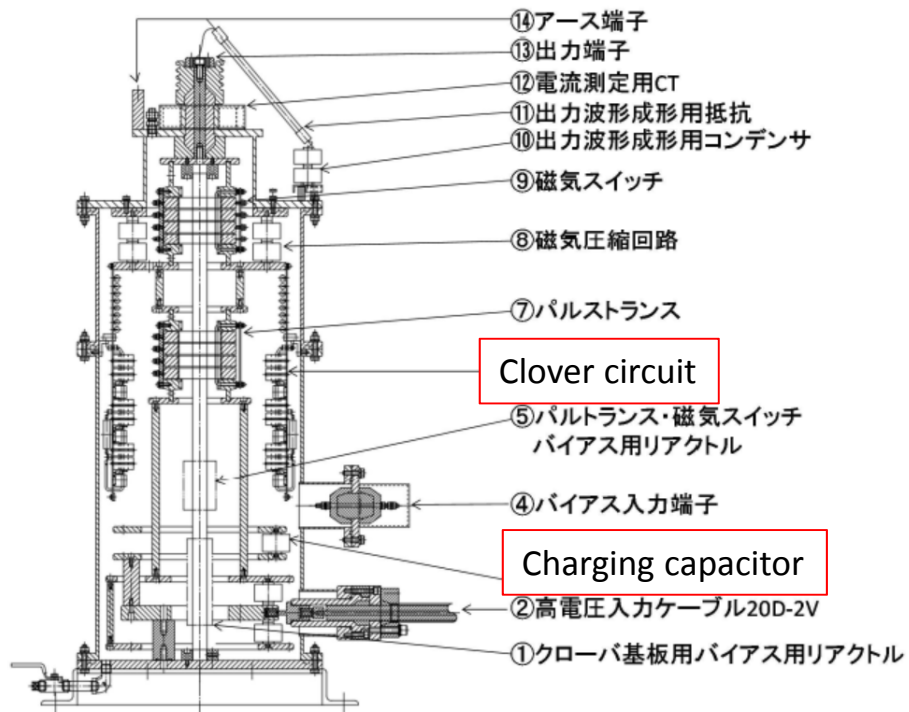 ⑭アース端子
⑬出力端子
⑫電流測定用CT
⑪出力波形成形用抵抗
⑩出力波形成形用コンデンサ
⑨磁気スイッチ
⑧磁気圧縮回路
⑦パルストランス
Clover circuit
⑤パルトランス・磁気スイッチ
バイアス用リアクトル
④バイアス入力端子
Charging capacitor
②高電圧入力ケーブル20D-2V
①クローバ基板用バイアス用リアクトル